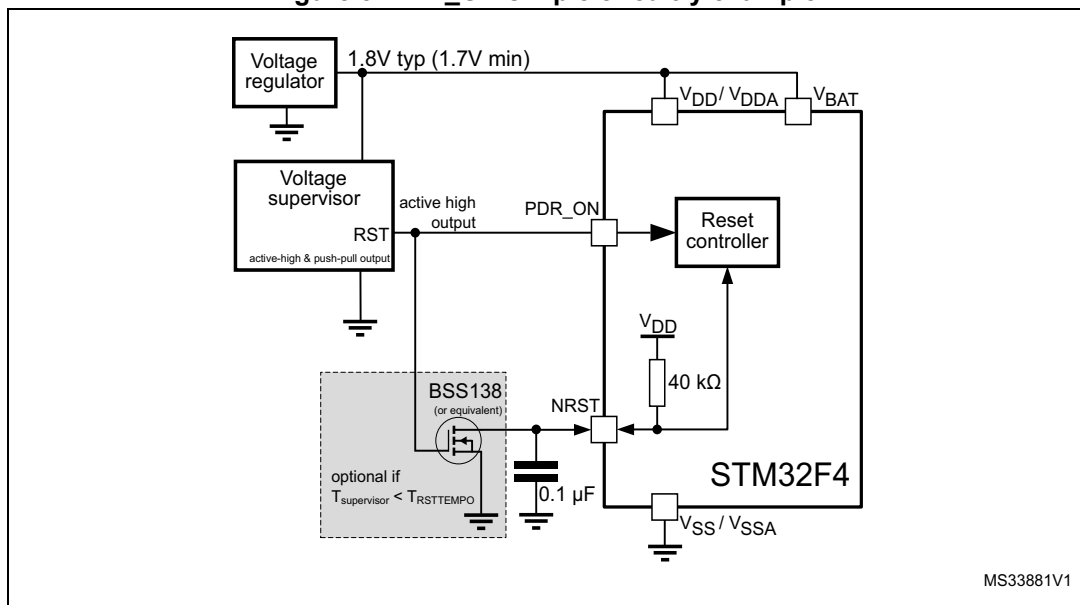 Voltage
regulator
1.8V typ (1.7V min)
VDD/ VDDA
VBAT
Voltage
supervisor
RST
active-high & push-pull output
active high
output
PDR_ON
Reset
controller
VDD
40 kΩ
BSS138
(or equivalent)
NRST
optional if
Tsupervisor < TRSTTEMPO
0.1 µF
STM32F4
VSS / VSSA
MS33881V1